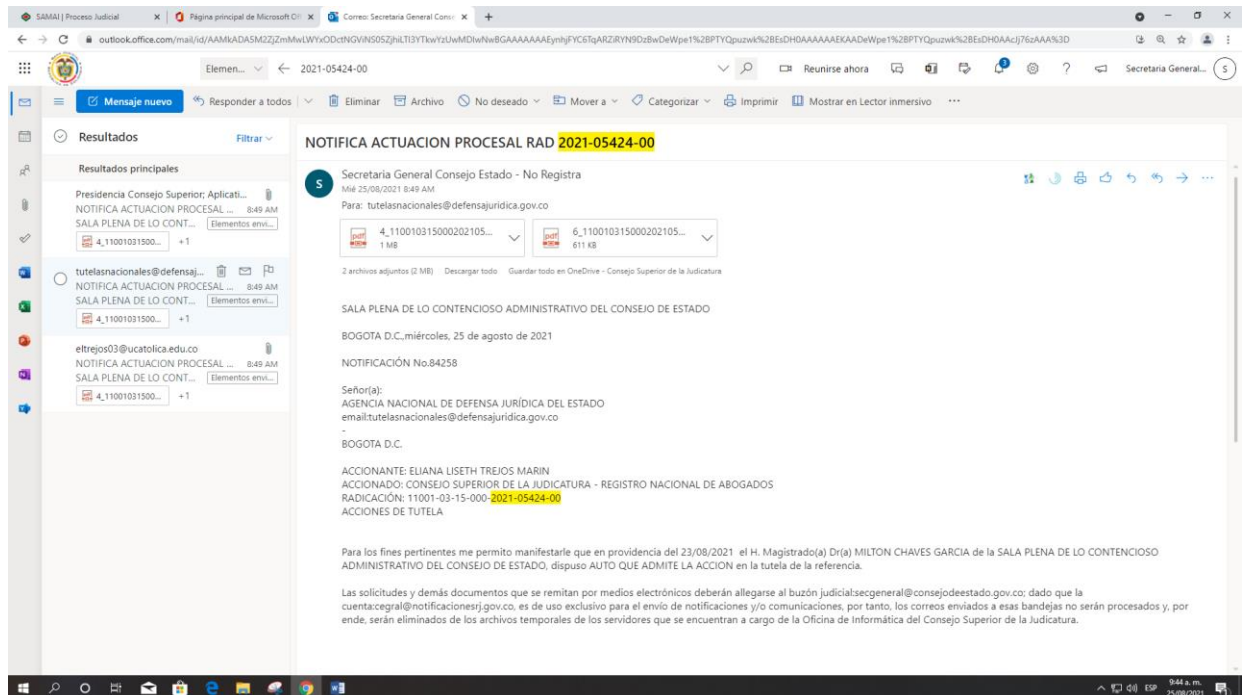 SAMAI | Proceso Judicial
Página principal de Microsoft Off
Correo: Secretaria General Conse
outlook.office.com/mail/id/
Elemen...
2021-05424-00
Reunirse ahora
Secretaria General...
S
Mensaje nuevo
Responder a todos
Eliminar
Archivo
No deseado
Mover a
Categorizar
Imprimir
Mostrar en Lector inmersivo
Resultados
Filtrar
Resultados principales
Presidencia Consejo Superior; Aplicati...
NOTIFICA ACTUACION PROCESAL ... 8:49 AM
SALA PLENA DE LO CONT... Elementos envi...
4_11001031500... +1
tutelasnacionales@defensaj...
NOTIFICA ACTUACION PROCESAL ... 8:49 AM
SALA PLENA DE LO CONT... Elementos envi...
4_11001031500... +1
eltrejos03@ucatolica.edu.co
NOTIFICA ACTUACION PROCESAL ... 8:49 AM
SALA PLENA DE LO CONT... Elementos envi...
4_11001031500... +1
NOTIFICA ACTUACION PROCESAL RAD 2021-05424-00
S
Secretaria General Consejo Estado - No Registra
Mié 25/08/2021 8:49 AM
Para: tutelasnacionales@defensajuridica.gov.co
pdf 4_110010315000202105...
1 MB
pdf 6_110010315000202105...
611 KB
2 archivos adjuntos (2 MB) Descargar todo Guardar todo en OneDrive - Consejo Superior de la Judicatura
SALA PLENA DE LO CONTENCIOSO ADMINISTRATIVO DEL CONSEJO DE ESTADO
BOGOTA D.C.,miércoles, 25 de agosto de 2021
NOTIFICACIÓN No.84258
Señor(a):
AGENCIA NACIONAL DE DEFENSA JURÍDICA DEL ESTADO
email:tutelasnacionales@defensajuridica.gov.co
-
BOGOTA D.C.
ACCIONANTE: ELIANA LISETH TREJOS MARIN
ACCIONADO: CONSEJO SUPERIOR DE LA JUDICATURA - REGISTRO NACIONAL DE ABOGADOS
RADICACIÓN: 11001-03-15-000-2021-05424-00
ACCIONES DE TUTELA
Para los fines pertinentes me permito manifestarle que en providencia del 23/08/2021 el H. Magistrado(a) Dr(a) MILTON CHAVES GARCIA de la SALA PLENA DE LO CONTENCIOSO
ADMINISTRATIVO DEL CONSEJO DE ESTADO, dispuso AUTO QUE ADMITE LA ACCION en la tutela de la referencia.
Las solicitudes y demás documentos que se remitan por medios electrónicos deberán allegarse al buzón judicial:secgeneral@consejodeestado.gov.co; dado que la
cuenta:cegral@notificacionesrj.gov.co, es de uso exclusivo para el envío de notificaciones y/o comunicaciones, por tanto, los correos enviados a esas bandejas no serán procesados y, por
ende, serán eliminados de los archivos temporales de los servidores que se encuentran a cargo de la Oficina de Informática del Consejo Superior de la Judicatura.
ESP
9:44 a. m.
25/08/2021